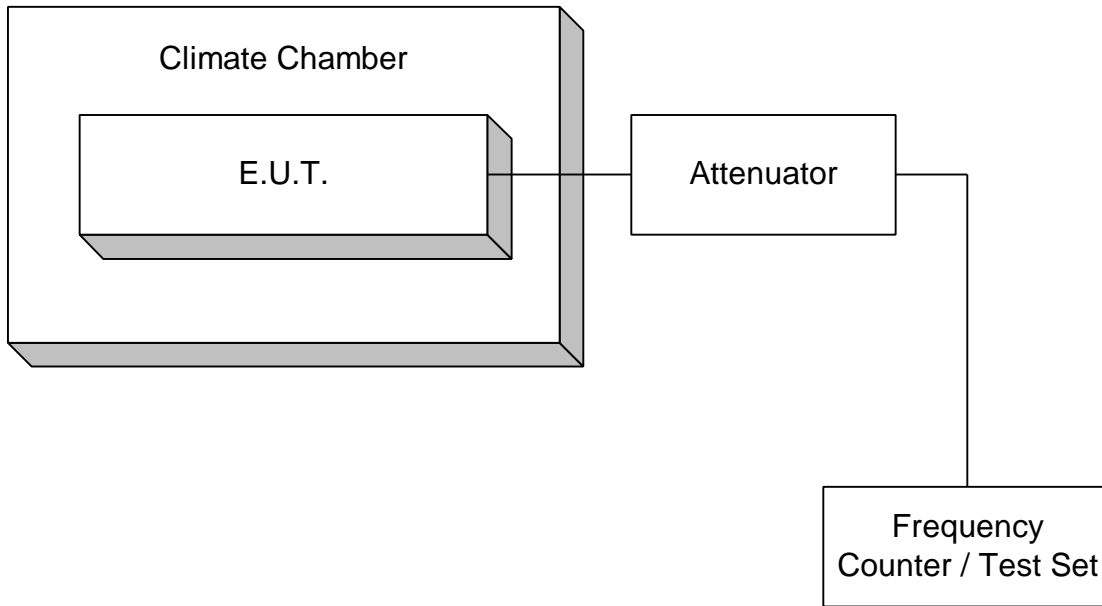 Climate Chamber
E.U.T.
Attenuator
Frequency
Counter / Test Set